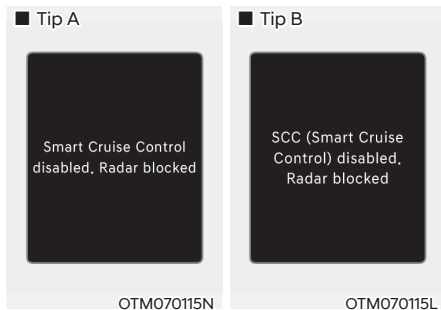 ■ Tip A
Smart Cruise Control
disabled. Radar blocked
OTM070115N
■ Tip B
SCC (Smart Cruise
Control) disabled.
Radar blocked
OTM070115L